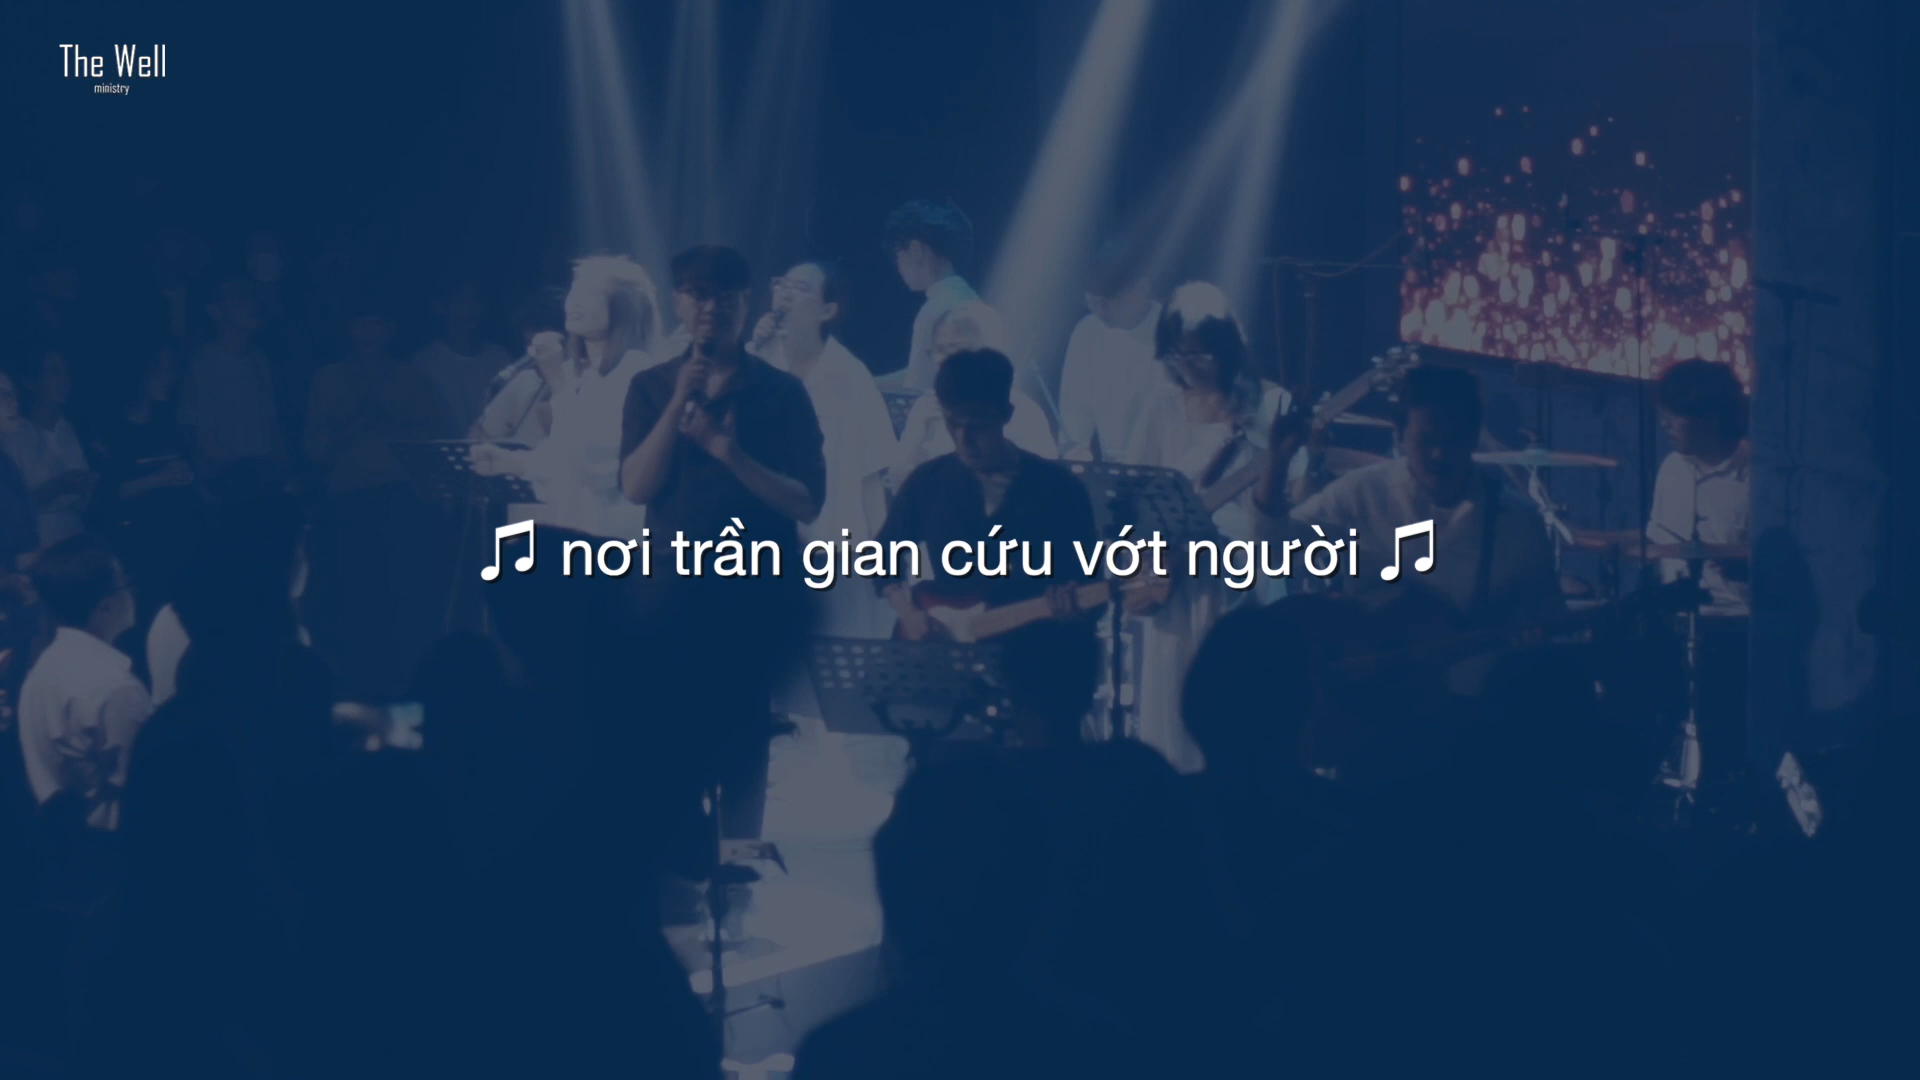 The Well
ministry
♫ nơi trần gian cứu vớt người ♫